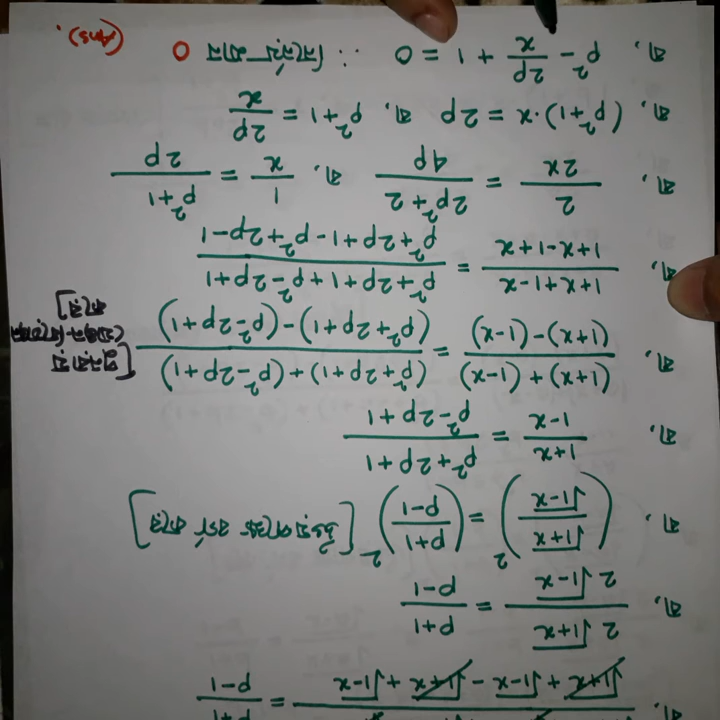 বা, (√1+x + √1-x - √1+x + √1-x) = (p+1)/(p-1)
বা, (2√1+x)/(2√1-x) = (p+1)/(p-1)
বা, (√1+x/√1-x)² = ((p+1)/(p-1))² [উভয়পক্ষে বর্গ করে]
বা, (1+x)/(1-x) = (p²+2p+1)/(p²-2p+1)
বা, ((1+x)+(1-x))/((1+x)-(1-x)) = ((p²+2p+1)+(p²-2p+1))/((p²+2p+1)-(p²-2p+1)) [পুনরায় যোজন-বিয়োজন করে]
বা, (1+x+1-x)/(1+x-1+x) = (p²+2p+1+p²-2p+1)/(p²+2p+1-p²+2p-1)
বা, 2/2x = (2p²+2)/4p বা, 1/x = (p²+1)/2p
বা, (p²+1)·x = 2p বা, p²+1 = 2p/x
বা, p² - 2p/x + 1 = 0 ∴ নির্ণেয় মান 0 (Ans).